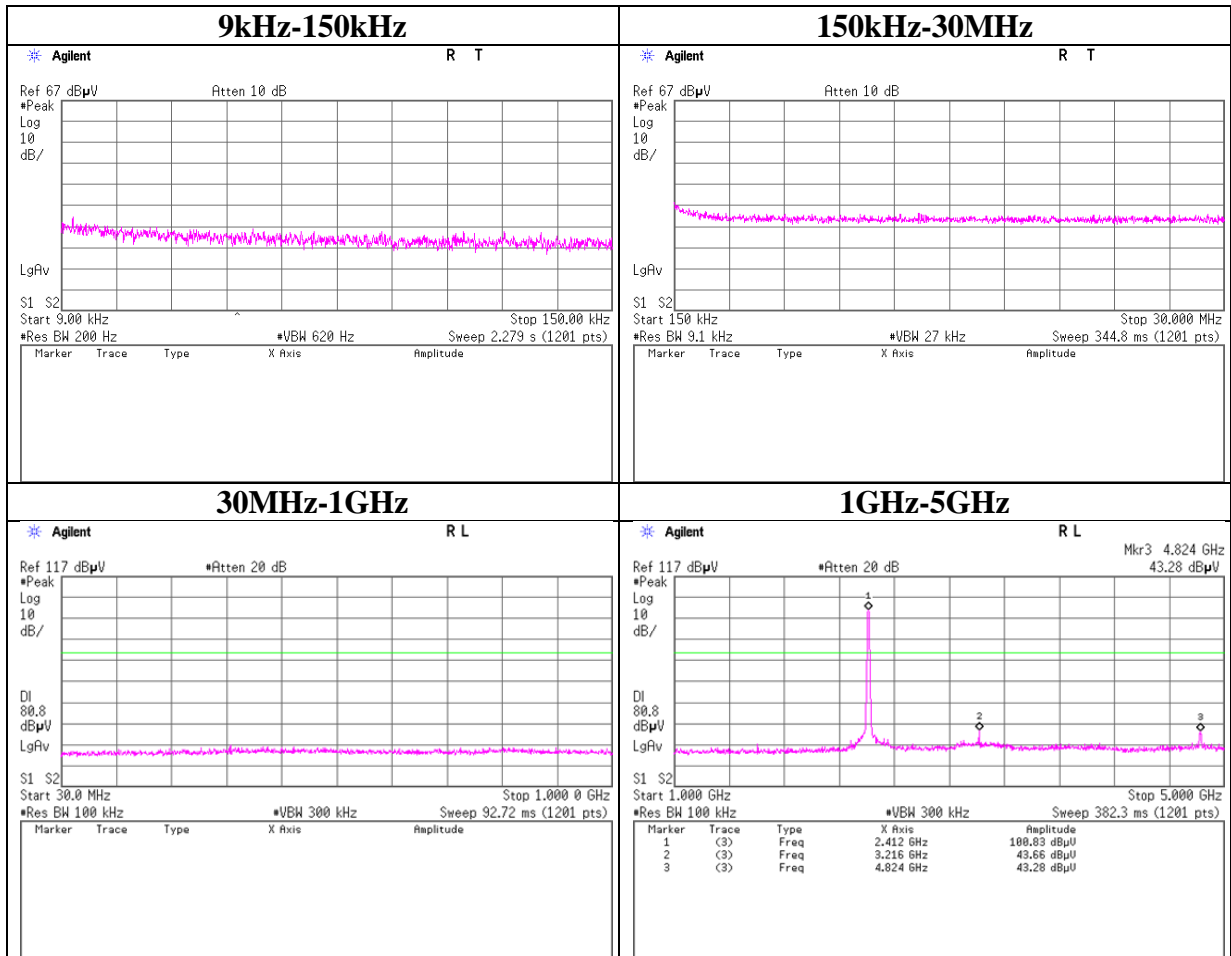 9kHz-150kHz
Agilent R T
Ref 67 dBµV Atten 10 dB
#Peak
Log
10
dB/
LgAv
S1 S2
Start 9.00 kHz ^ Stop 150.00 kHz
#Res BW 200 Hz #VBW 620 Hz Sweep 2.279 s (1201 pts)
Marker Trace Type X Axis Amplitude
150kHz-30MHz
Agilent R T
Ref 67 dBµV Atten 10 dB
#Peak
Log
10
dB/
LgAv
S1 S2
Start 150 kHz Stop 30.000 MHz
#Res BW 9.1 kHz #VBW 27 kHz Sweep 344.8 ms (1201 pts)
Marker Trace Type X Axis Amplitude
30MHz-1GHz
Agilent R L
Ref 117 dBµV #Atten 20 dB
#Peak
Log
10
dB/
DI
80.8
dBµV
LgAv
S1 S2
Start 30.0 MHz Stop 1.000 0 GHz
#Res BW 100 kHz #VBW 300 kHz Sweep 92.72 ms (1201 pts)
Marker Trace Type X Axis Amplitude
1GHz-5GHz
Agilent R L
Mkr3 4.824 GHz
Ref 117 dBµV #Atten 20 dB 43.28 dBµV
#Peak
Log
10
dB/
1
DI
80.8
dBµV
2 3
LgAv
S1 S2
Start 1.000 GHz Stop 5.000 GHz
#Res BW 100 kHz #VBW 300 kHz Sweep 382.3 ms (1201 pts)
Marker Trace Type X Axis Amplitude
1 (3) Freq 2.412 GHz 100.83 dBµV
2 (3) Freq 3.216 GHz 43.66 dBµV
3 (3) Freq 4.824 GHz 43.28 dBµV